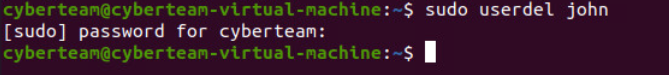 cyberteam@cyberteam-virtual-machine:~$ sudo userdel john
[sudo] password for cyberteam:
cyberteam@cyberteam-virtual-machine:~$